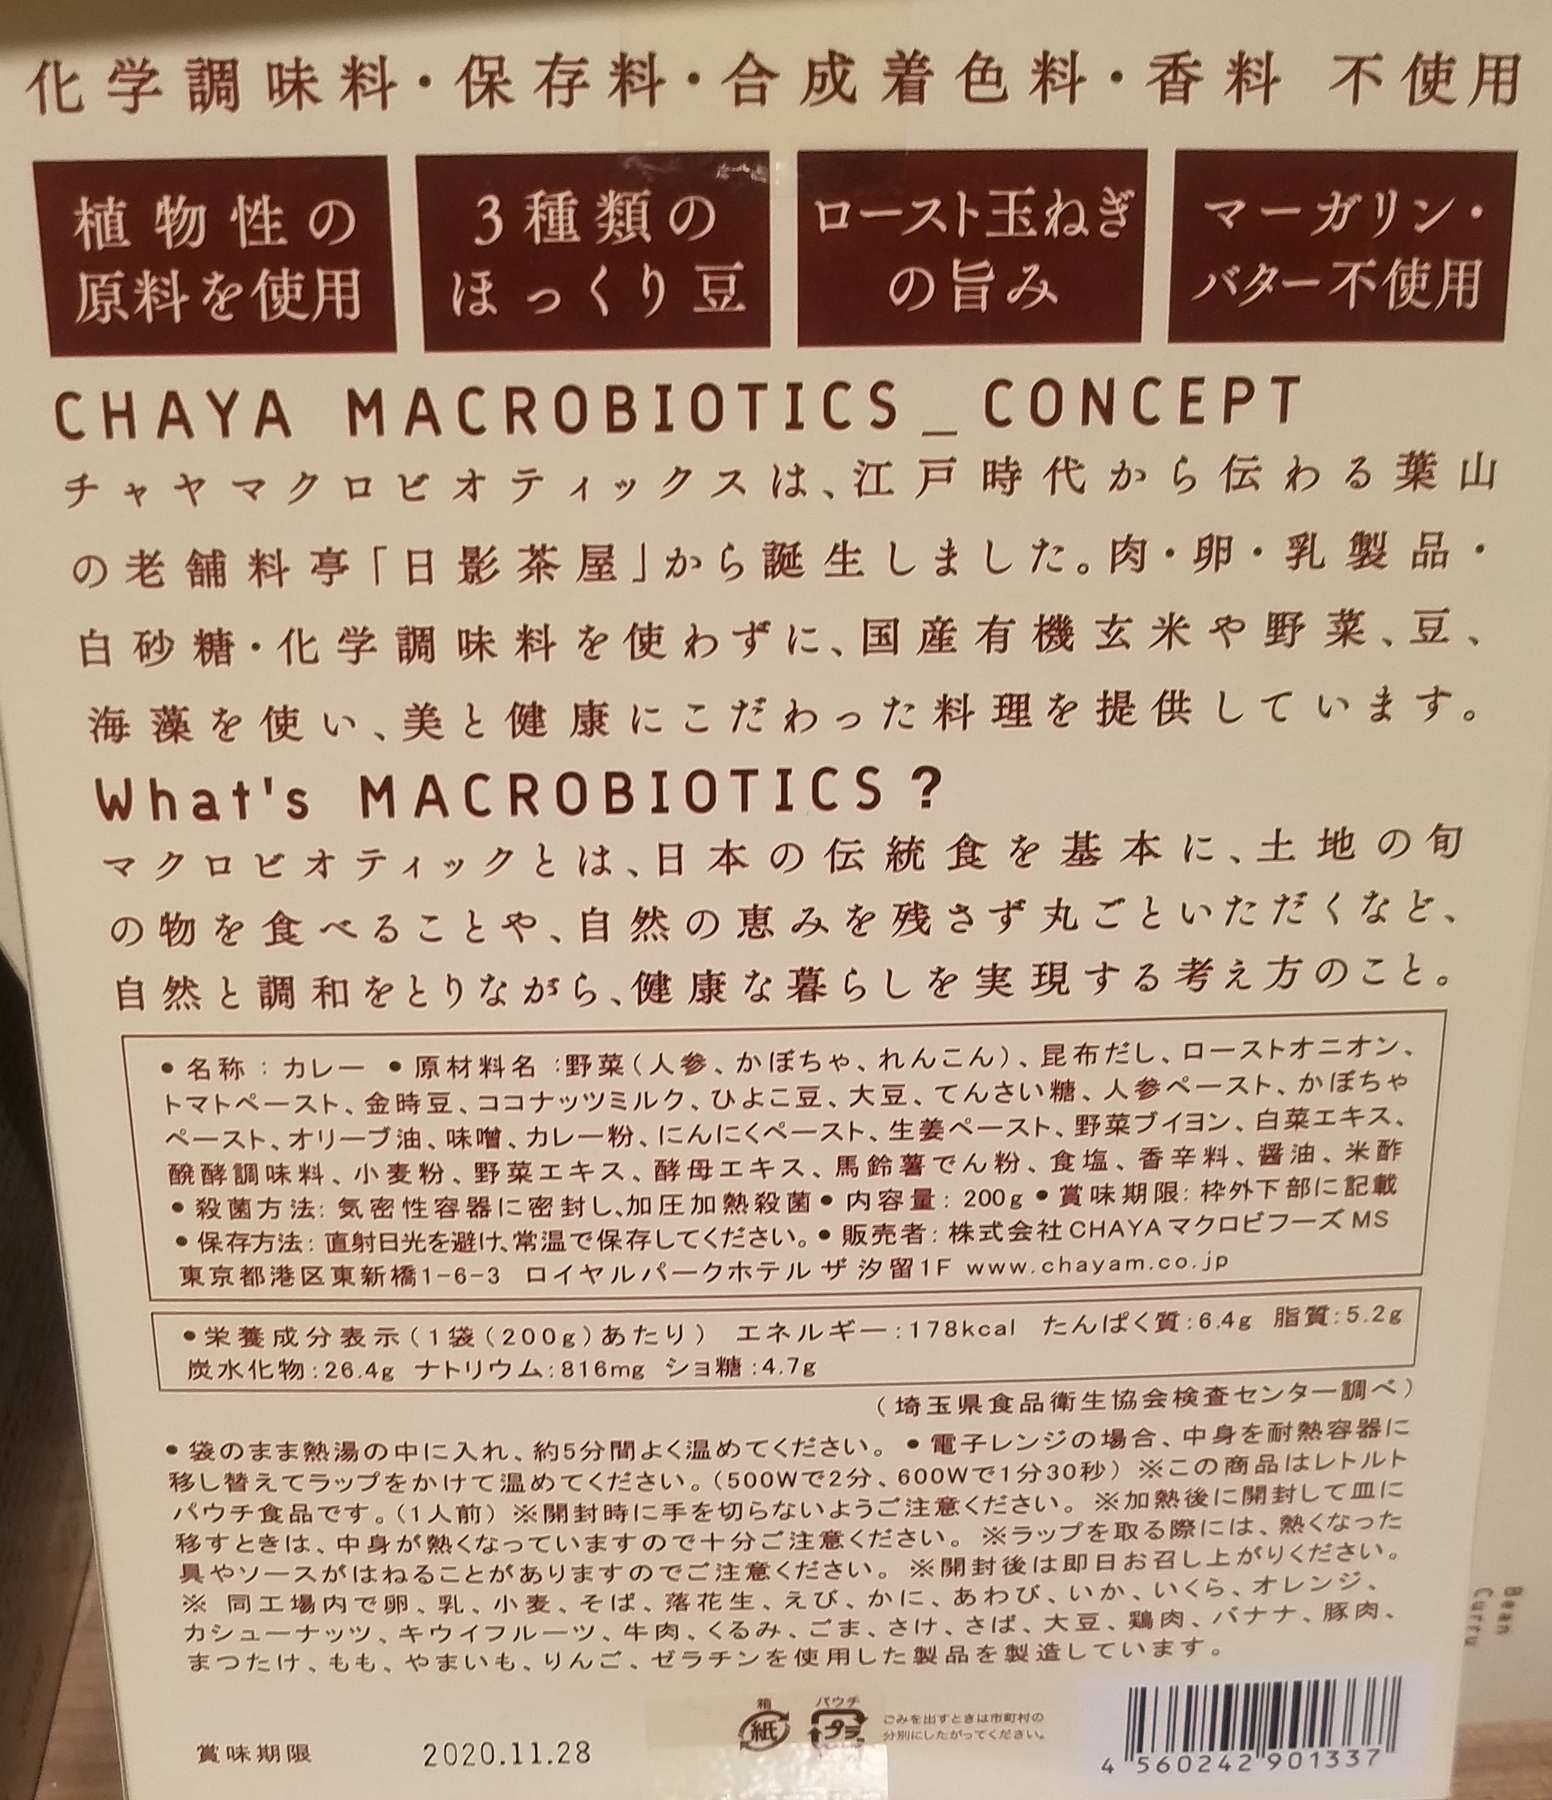 化学調味料・保存料・合成着色料・香料 不使用
植物性の
原料を使用
3種類の
ほっくり豆
ロースト玉ねぎ
の旨み
マーガリン・
バター不使用
CHAYA MACROBIOTICS_CONCEPT
チャヤマクロビオティックスは、江戸時代から伝わる葉山
の老舗料亭「日影茶屋」から誕生しました。肉・卵・乳製品・
白砂糖・化学調味料を使わずに、国産有機玄米や野菜、豆、
海藻を使い、美と健康にこだわった料理を提供しています。
What's MACROBIOTICS?
マクロビオティックとは、日本の伝統食を基本に、土地の旬
の物を食べることや、自然の恵みを残さず丸ごといただくなど、
自然と調和をとりながら、健康な暮らしを実現する考え方のこと。
●名称：カレー ●原材料名：野菜（人参、かぼちゃ、れんこん）、昆布だし、ローストオニオン、
トマトペースト、金時豆、ココナッツミルク、ひよこ豆、大豆、てんさい糖、人参ペースト、かぼちゃ
ペースト、オリーブ油、味噌、カレー粉、にんにくペースト、生姜ペースト、野菜ブイヨン、白菜エキス、
醗酵調味料、小麦粉、野菜エキス、酵母エキス、馬鈴薯でん粉、食塩、香辛料、醤油、米酢
●殺菌方法：気密性容器に密封し、加圧加熱殺菌●内容量：200g●賞味期限：枠外下部に記載
●保存方法：直射日光を避け、常温で保存してください。●販売者：株式会社CHAYAマクロビフーズMS
東京都港区東新橋1-6-3 ロイヤルパークホテル ザ 汐留1F www.chayam.co.jp
●栄養成分表示（1袋（200g）あたり） エネルギー：178kcal たんぱく質：6.4g 脂質：5.2g
炭水化物：26.4g ナトリウム：816mg ショ糖：4.7g
（埼玉県食品衛生協会検査センター調べ）
●袋のまま熱湯の中に入れ、約5分間よく温めてください。●電子レンジの場合、中身を耐熱容器に
移し替えてラップをかけて温めてください。（500Wで2分、600Wで1分30秒）※この商品はレトルト
パウチ食品です。（1人前）※開封時に手を切らないようご注意ください。※加熱後に開封して皿に
移すときは、中身が熱くなっていますので十分ご注意ください。※ラップを取る際には、熱くなった
具やソースがはねることがありますのでご注意ください。※開封後は即日お召し上がりください。
※ 同工場内で卵、乳、小麦、そば、落花生、えび、かに、あわび、いか、いくら、オレンジ、
カシューナッツ、キウイフルーツ、牛肉、くるみ、ごま、さけ、さば、大豆、鶏肉、バナナ、豚肉、
まつたけ、もも、やまいも、りんご、ゼラチンを使用した製品を製造しています。
箱
紙
パウチ
プラ
ごみを出すときは市町村の
分別にしたがってください。
賞味期限 2020.11.28
4 560242 901337
Bean
Curry